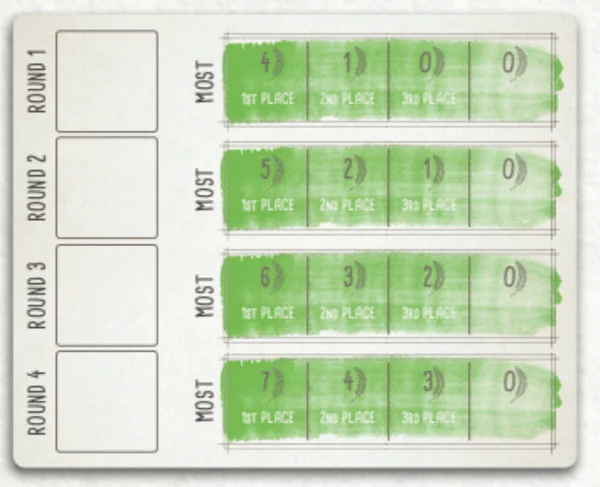 ROUND 1
MOST
4 1 0 0
1ST PLACE 2ND PLACE 3RD PLACE
ROUND 2
MOST
5 2 1 0
1ST PLACE 2ND PLACE 3RD PLACE
ROUND 3
MOST
6 3 2 0
1ST PLACE 2ND PLACE 3RD PLACE
ROUND 4
MOST
7 4 3 0
1ST PLACE 2ND PLACE 3RD PLACE